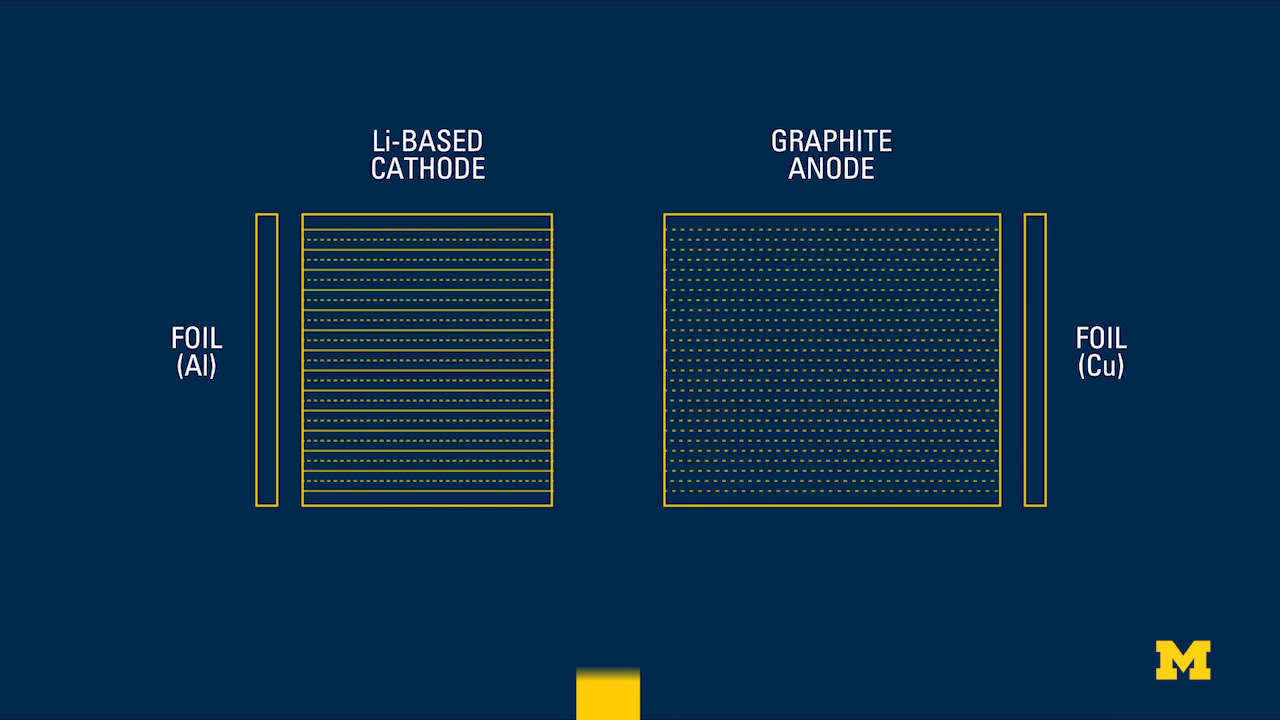 Li-BASED
CATHODE
GRAPHITE
ANODE
FOIL
(Al)
FOIL
(Cu)
M